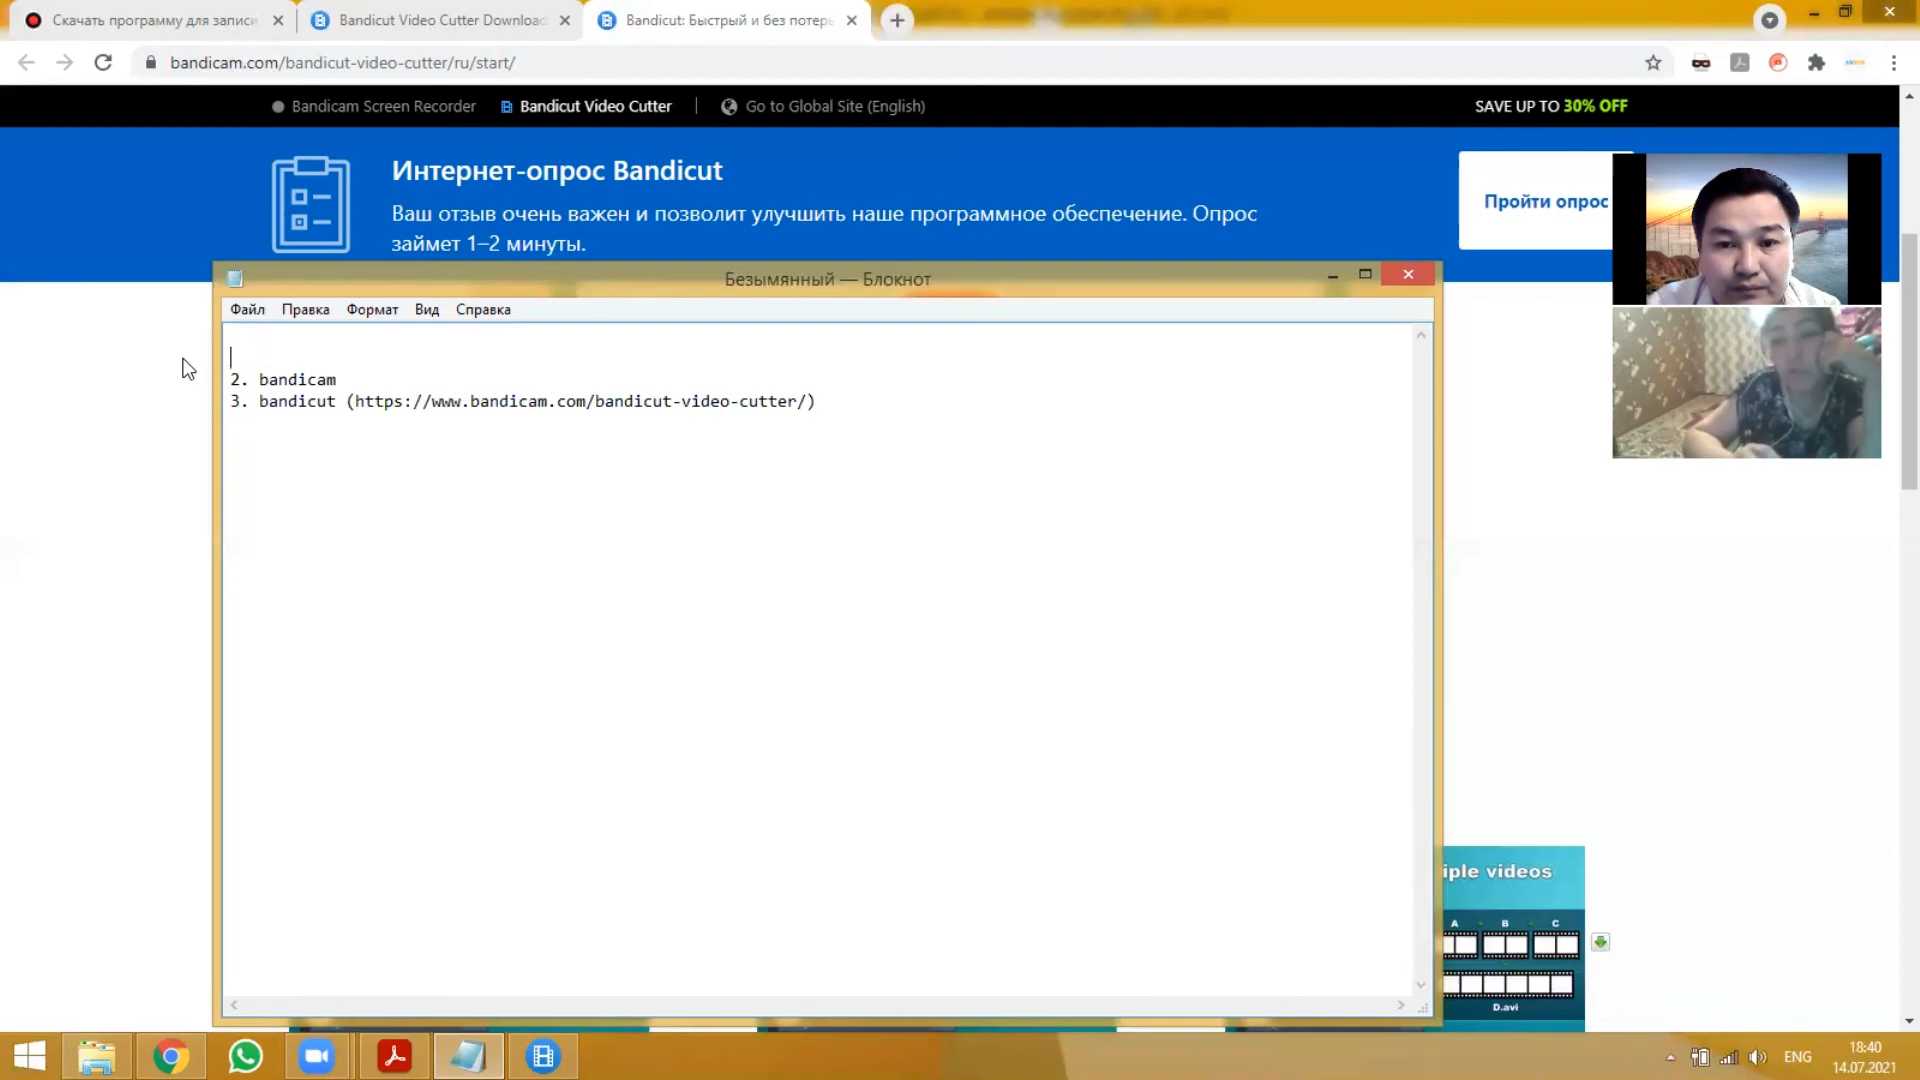 Скачать программу для записи
Bandicut Video Cutter Download
Bandicut: Быстрый и без потерь
bandicam.com/bandicut-video-cutter/ru/start/
Bandicam Screen Recorder
Bandicut Video Cutter
Go to Global Site (English)
SAVE UP TO 30% OFF
Интернет-опрос Bandicut
Ваш отзыв очень важен и позволит улучшить наше программное обеспечение. Опрос
займет 1–2 минуты.
Пройти опрос
Безымянный — Блокнот
Файл Правка Формат Вид Справка
2. bandicam
3. bandicut (https://www.bandicam.com/bandicut-video-cutter/)
iple videos
A B C
D.avi
ENG
18:40
14.07.2021